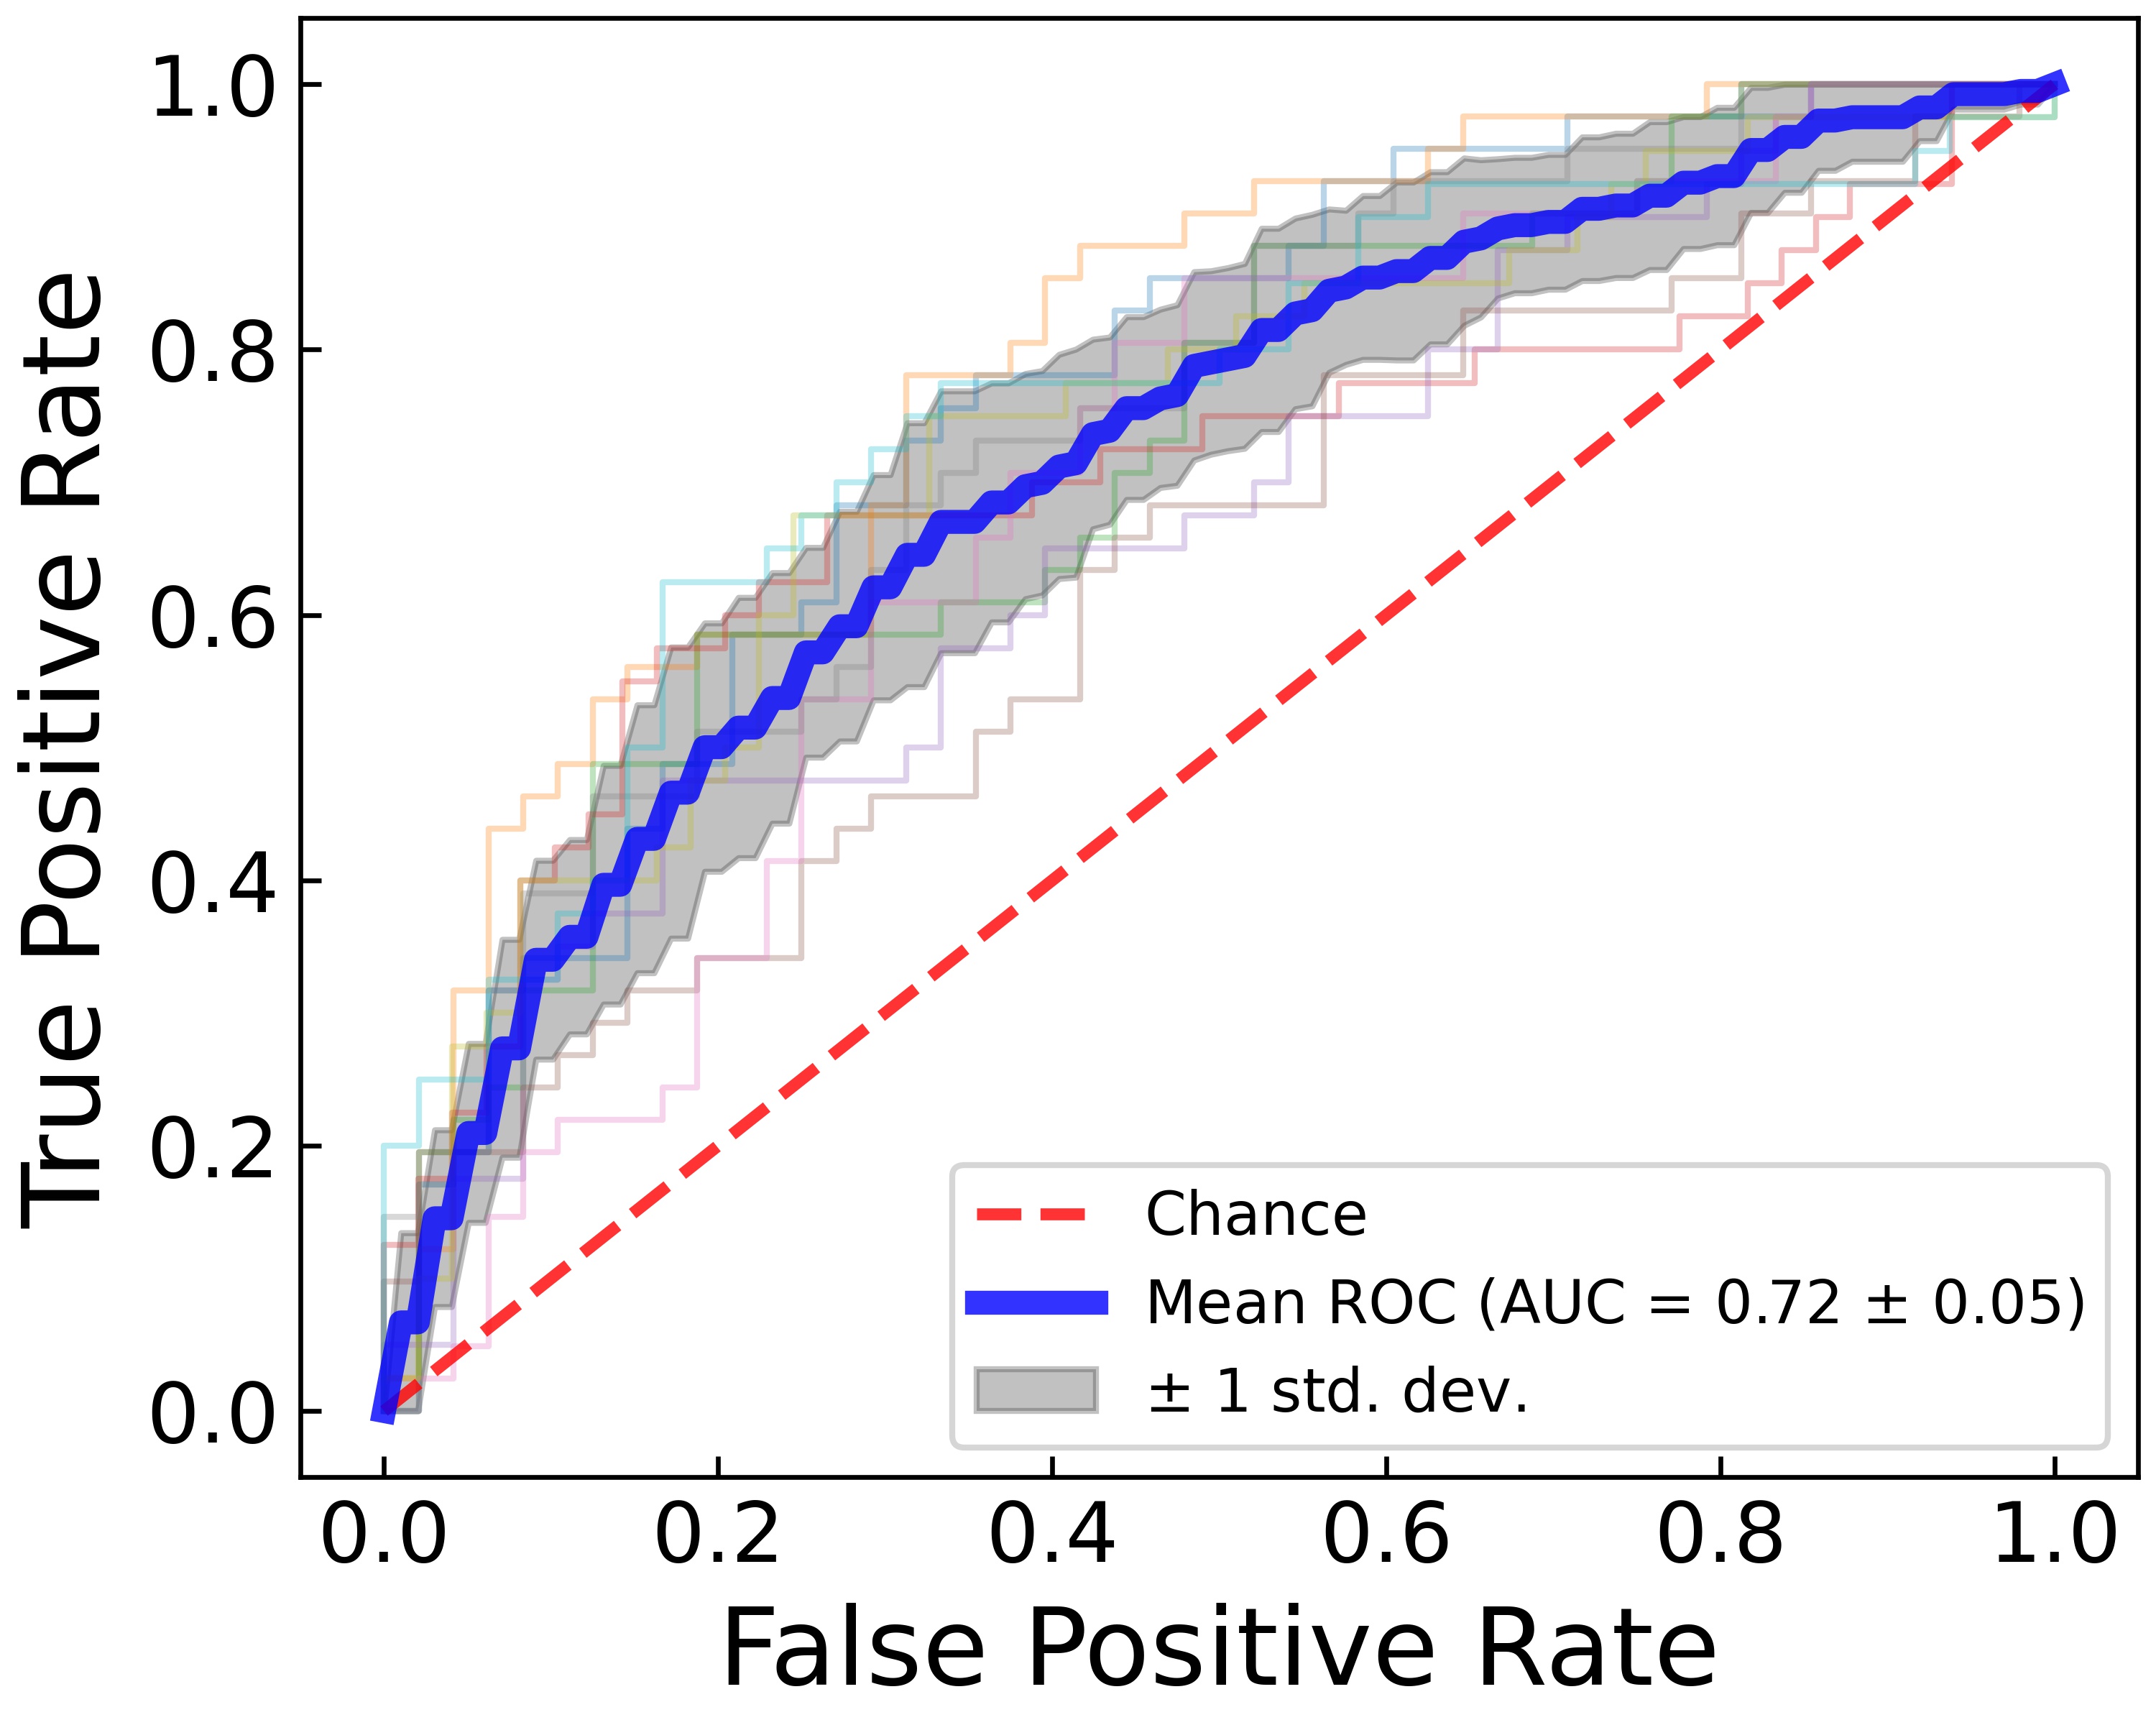 True Positive Rate
1.0
0.8
0.6
0.4
0.2
0.0
Chance
Mean ROC (AUC = 0.72 ± 0.05)
± 1 std. dev.
0.0 0.2 0.4 0.6 0.8 1.0
False Positive Rate